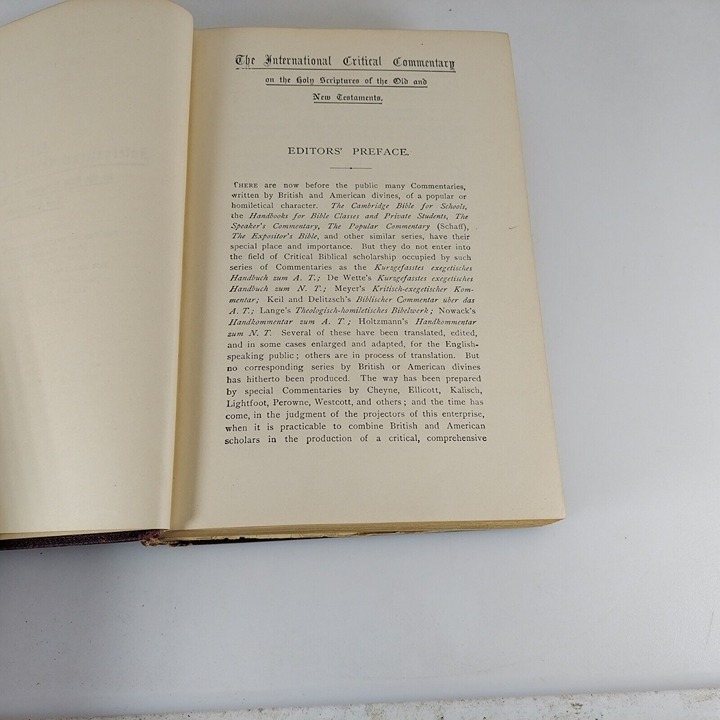 The International Critical Commentary
on the Holy Scriptures of the Old and
New Testaments.
EDITORS' PREFACE.
THERE are now before the public many Commentaries,
written by British and American divines, of a popular or
homiletical character. The Cambridge Bible for Schools,
the Handbooks for Bible Classes and Private Students, The
Speaker's Commentary, The Popular Commentary (Schaff),
The Expositor's Bible, and other similar series, have their
special place and importance. But they do not enter into
the field of Critical Biblical scholarship occupied by such
series of Commentaries as the Kurzgefasstes exegetisches
Handbuch zum A. T.; De Wette's Kurzgefasstes exegetisches
Handbuch zum N. T.; Meyer's Kritisch-exegetischer Kom-
mentar; Keil and Delitzsch's Biblischer Commentar über das
A. T.; Lange's Theologisch-homiletisches Bibelwerk; Nowack's
Handkommentar zum A. T.; Holtzmann's Handkommentar
zum N. T. Several of these have been translated, edited,
and in some cases enlarged and adapted, for the English-
speaking public; others are in process of translation. But
no corresponding series by British or American divines
has hitherto been produced. The way has been prepared
by special Commentaries by Cheyne, Ellicott, Kalisch,
Lightfoot, Perowne, Westcott, and others; and the time has
come, in the judgment of the projectors of this enterprise,
when it is practicable to combine British and American
scholars in the production of a critical, comprehensive